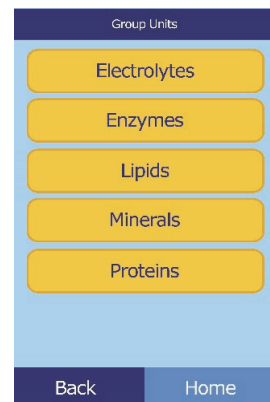 Group Units
Electrolytes
Enzymes
Lipids
Minerals
Proteins
Back Home